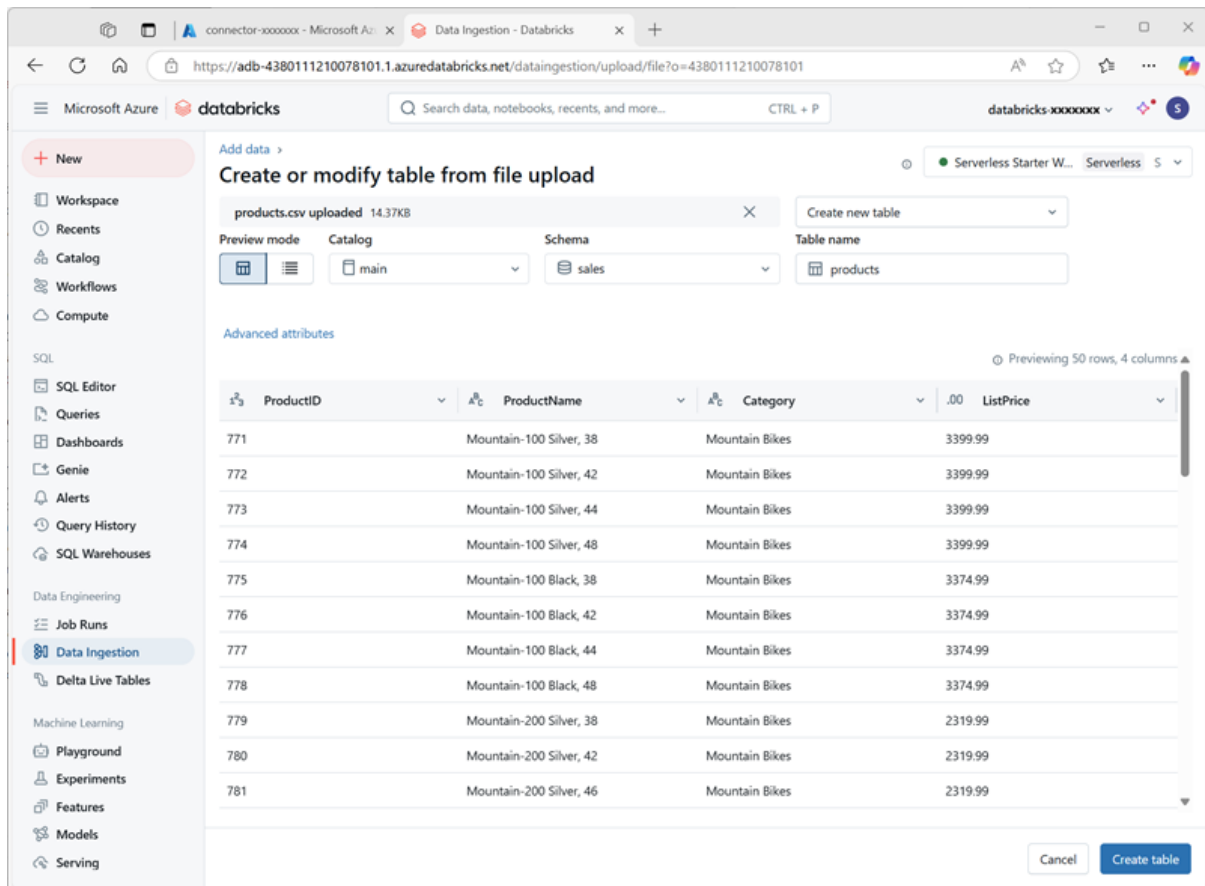 connector-xxxxxxx - Microsoft Az
Data Ingestion - Databricks
https://adb-4380111210078101.1.azuredatabricks.net/dataingestion/upload/file?o=4380111210078101
Microsoft Azure databricks
Search data, notebooks, recents, and more... CTRL + P
databricks-xxxxxxx
S
New
Workspace
Recents
Catalog
Workflows
Compute
SQL
SQL Editor
Queries
Dashboards
Genie
Alerts
Query History
SQL Warehouses
Data Engineering
Job Runs
Data Ingestion
Delta Live Tables
Machine Learning
Playground
Experiments
Features
Models
Serving
Add data ›
Create or modify table from file upload
Serverless Starter W... Serverless S
products.csv uploaded 14.37KB
Create new table
Preview mode Catalog Schema Table name
main sales products
Advanced attributes
Previewing 50 rows, 4 columns
ProductID ProductName Category .00 ListPrice
771 Mountain-100 Silver, 38 Mountain Bikes 3399.99
772 Mountain-100 Silver, 42 Mountain Bikes 3399.99
773 Mountain-100 Silver, 44 Mountain Bikes 3399.99
774 Mountain-100 Silver, 48 Mountain Bikes 3399.99
775 Mountain-100 Black, 38 Mountain Bikes 3374.99
776 Mountain-100 Black, 42 Mountain Bikes 3374.99
777 Mountain-100 Black, 44 Mountain Bikes 3374.99
778 Mountain-100 Black, 48 Mountain Bikes 3374.99
779 Mountain-200 Silver, 38 Mountain Bikes 2319.99
780 Mountain-200 Silver, 42 Mountain Bikes 2319.99
781 Mountain-200 Silver, 46 Mountain Bikes 2319.99
Cancel Create table